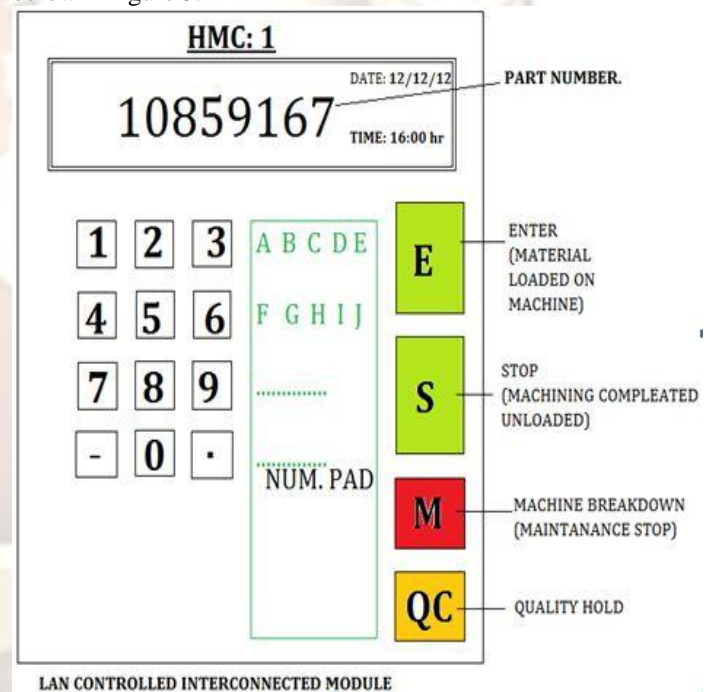 HMC: 1
DATE: 12/12/12
10859167
TIME: 16:00 hr
PART NUMBER.
1 2 3
A B C D E
E
ENTER
(MATERIAL
LOADED ON
MACHINE)
4 5 6
F G H I J
7 8 9
..............
S
STOP
(MACHINING COMPLEATED
UNLOADED)
- 0 .
..............
NUM. PAD
M
MACHINE BREAKDOWN
(MAINTANANCE STOP)
QC
QUALITY HOLD
LAN CONTROLLED INTERCONNECTED MODULE